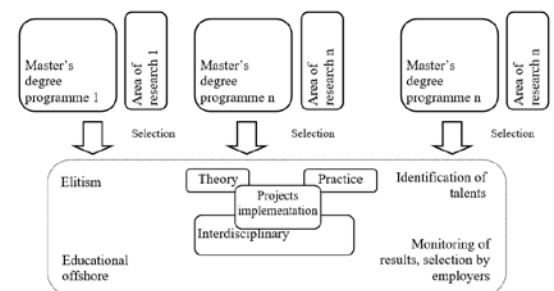 Master's
degree
programme 1
Area of
research 1
Master's
degree
programme n
Area of
research n
Master's
degree
programme n
Area of
research n
Selection
Selection
Selection
Elitism
Theory
Practice
Identification of
talents
Projects
implementation
Interdisciplinary
Educational
offshore
Monitoring of
results, selection by
employers